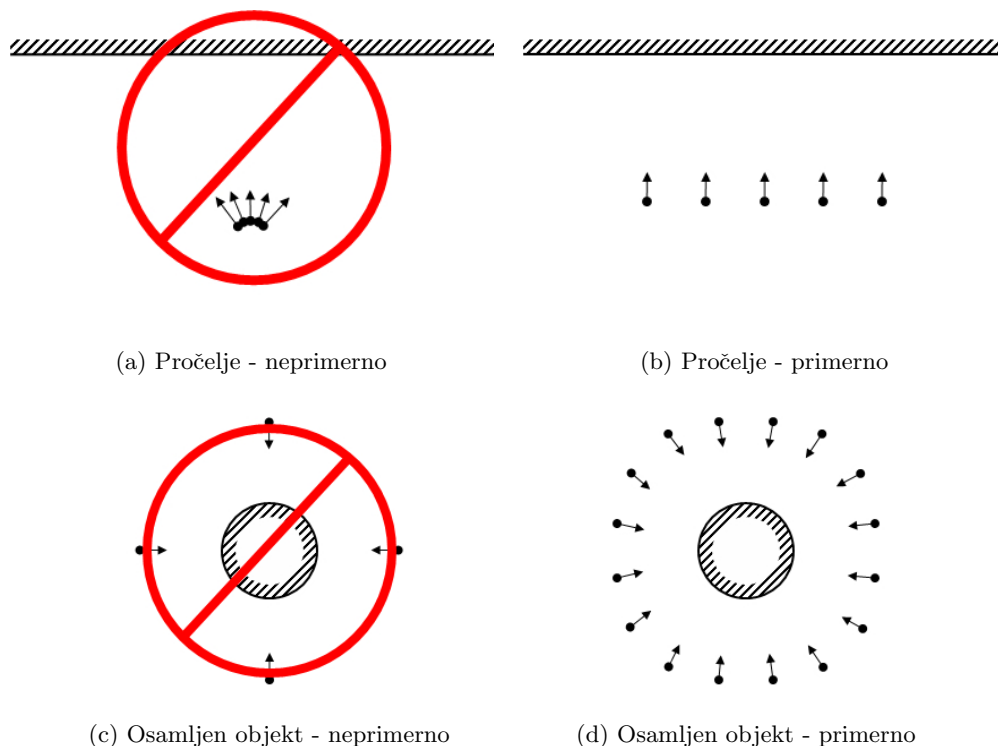 (a) Pročelje - neprimerno
(b) Pročelje - primerno
(c) Osamljen objekt - neprimerno
(d) Osamljen objekt - primerno